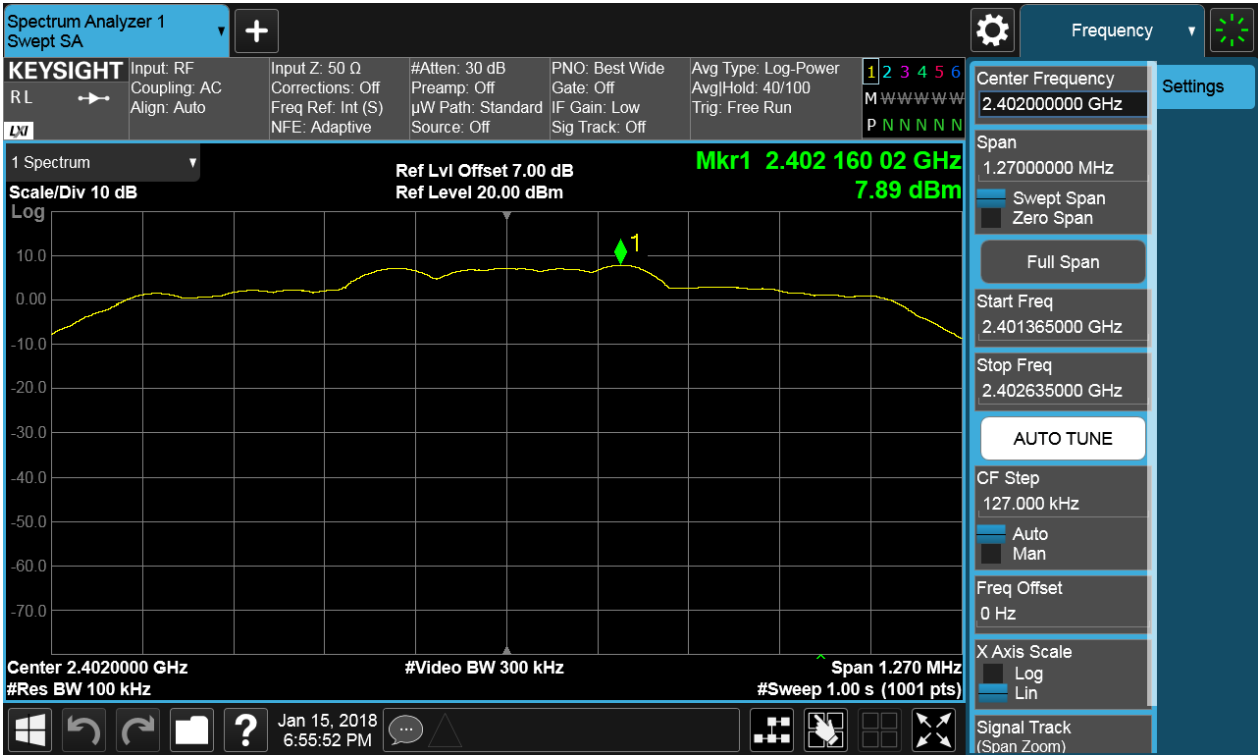 Spectrum Analyzer 1
Swept SA
+
Frequency
KEYSIGHT
R L
LXI
Input: RF
Coupling: AC
Align: Auto
Input Z: 50 Ω
Corrections: Off
Freq Ref: Int (S)
NFE: Adaptive
#Atten: 30 dB
Preamp: Off
µW Path: Standard
Source: Off
PNO: Best Wide
Gate: Off
IF Gain: Low
Sig Track: Off
Avg Type: Log-Power
Avg|Hold: 40/100
Trig: Free Run
1 2 3 4 5 6
M W W W W W
P N N N N N
1 Spectrum
Scale/Div 10 dB
Log
Ref Lvl Offset 7.00 dB
Ref Level 20.00 dBm
Mkr1 2.402 160 02 GHz
7.89 dBm
1
10.0
0.00
-10.0
-20.0
-30.0
-40.0
-50.0
-60.0
-70.0
Center 2.4020000 GHz
#Res BW 100 kHz
#Video BW 300 kHz
Span 1.270 MHz
#Sweep 1.00 s (1001 pts)
?
Jan 15, 2018
6:55:52 PM
Center Frequency
2.402000000 GHz
Span
1.27000000 MHz
Swept Span
Zero Span
Full Span
Start Freq
2.401365000 GHz
Stop Freq
2.402635000 GHz
AUTO TUNE
CF Step
127.000 kHz
Auto
Man
Freq Offset
0 Hz
X Axis Scale
Log
Lin
Signal Track
(Span Zoom)
Settings